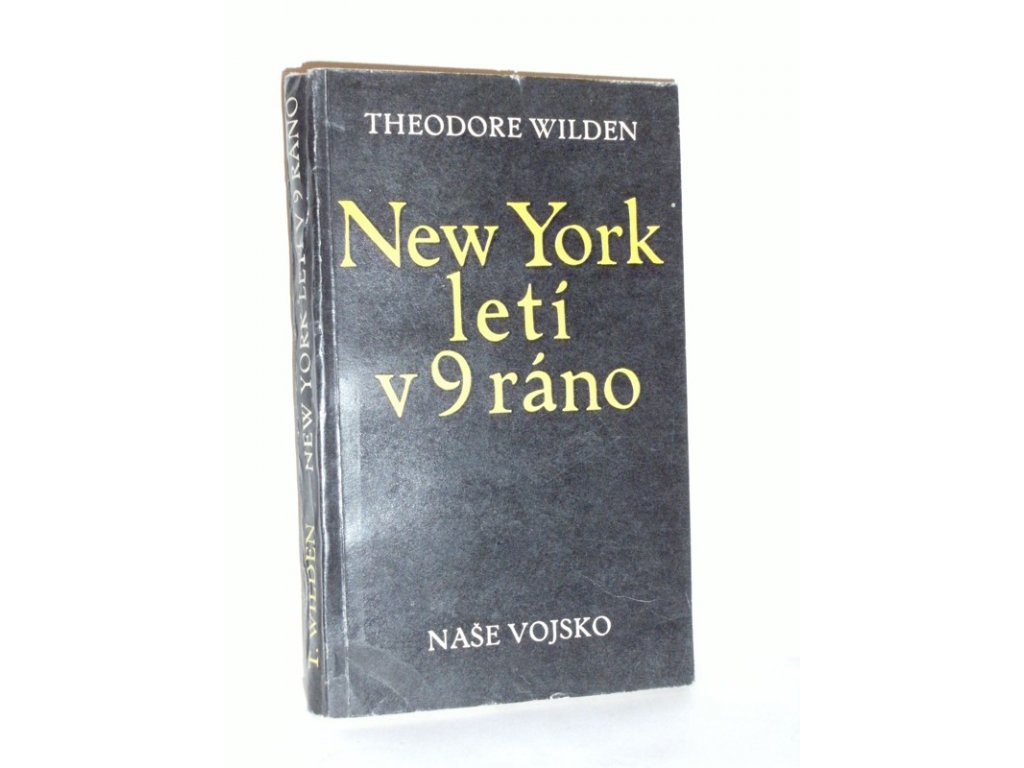 THEODORE WILDEN
New York
letí
v 9 ráno
NAŠE VOJSKO
T. WILDEN NEW YORK LETÍ V 9 RÁNO